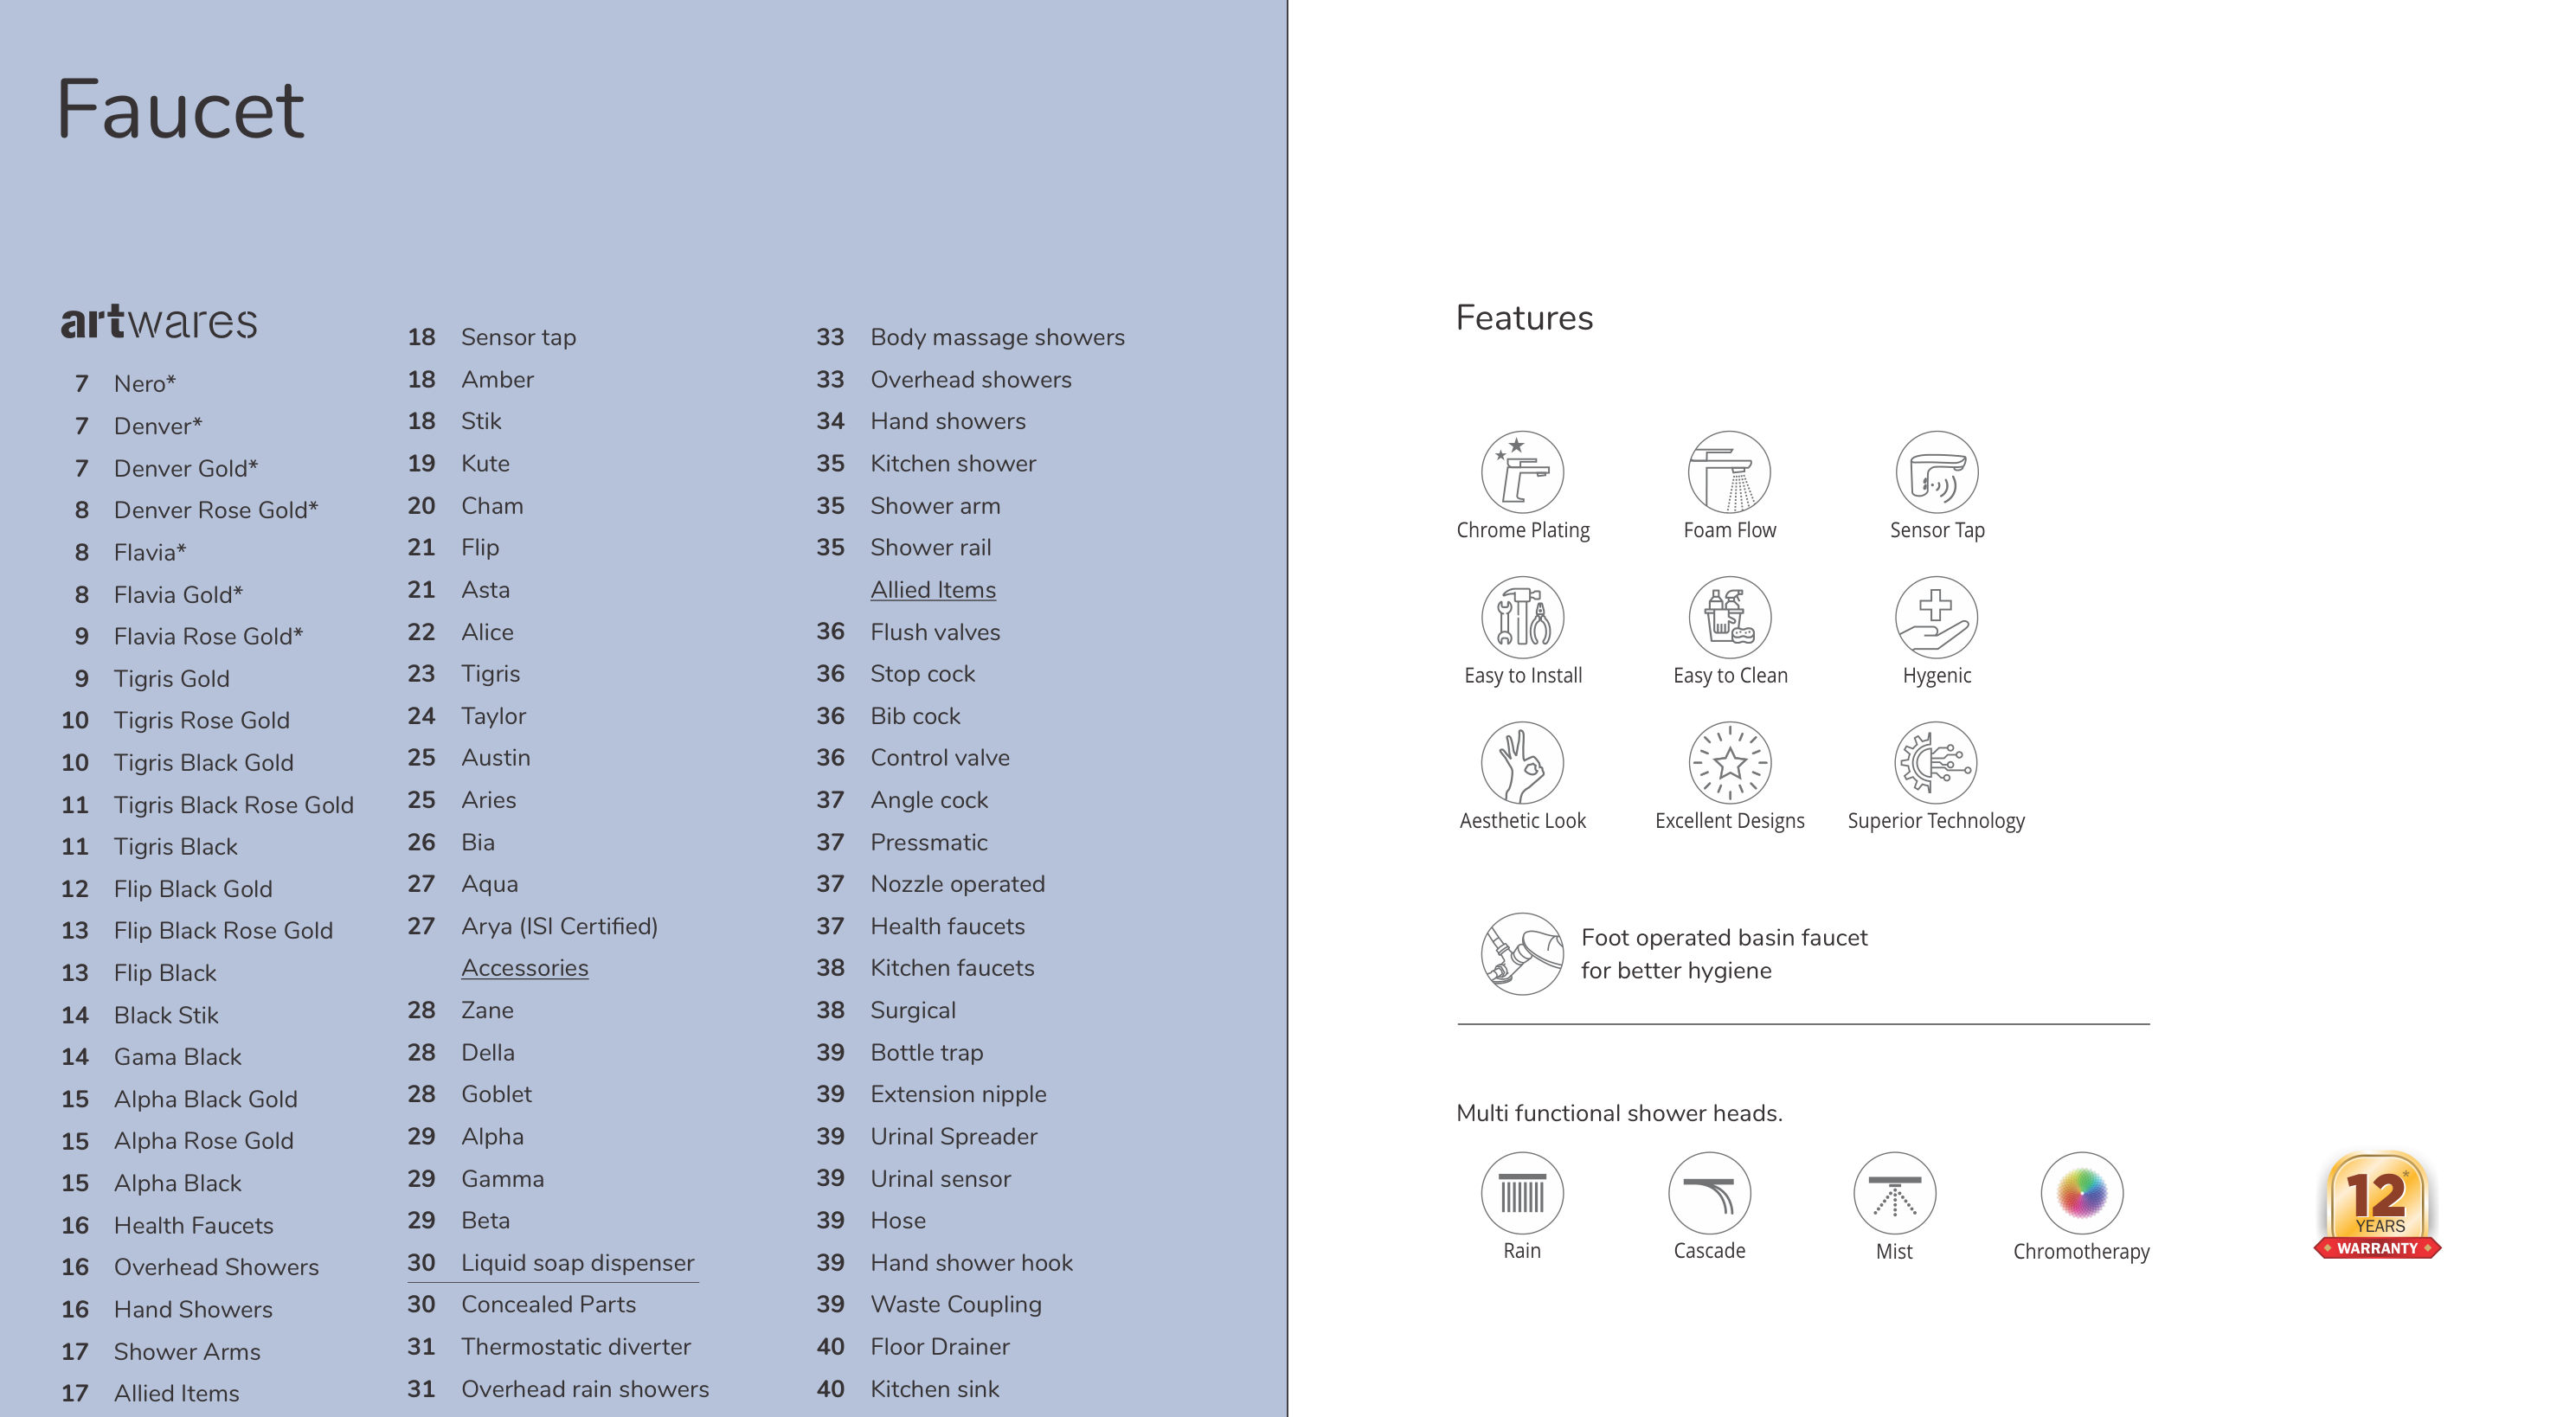 Faucet
artwares
7 Nero*
7 Denver*
7 Denver Gold*
8 Denver Rose Gold*
8 Flavia*
8 Flavia Gold*
9 Flavia Rose Gold*
9 Tigris Gold
10 Tigris Rose Gold
10 Tigris Black Gold
11 Tigris Black Rose Gold
11 Tigris Black
12 Flip Black Gold
13 Flip Black Rose Gold
13 Flip Black
14 Black Stik
14 Gama Black
15 Alpha Black Gold
15 Alpha Rose Gold
15 Alpha Black
16 Health Faucets
16 Overhead Showers
16 Hand Showers
17 Shower Arms
17 Allied Items
18 Sensor tap
18 Amber
18 Stik
19 Kute
20 Cham
21 Flip
21 Asta
22 Alice
23 Tigris
24 Taylor
25 Austin
25 Aries
26 Bia
27 Aqua
27 Arya (ISI Certified)
Accessories
28 Zane
28 Della
28 Goblet
29 Alpha
29 Gamma
29 Beta
30 Liquid soap dispenser
30 Concealed Parts
31 Thermostatic diverter
31 Overhead rain showers
33 Body massage showers
33 Overhead showers
34 Hand showers
35 Kitchen shower
35 Shower arm
35 Shower rail
Allied Items
36 Flush valves
36 Stop cock
36 Bib cock
36 Control valve
37 Angle cock
37 Pressmatic
37 Nozzle operated
37 Health faucets
38 Kitchen faucets
38 Surgical
39 Bottle trap
39 Extension nipple
39 Urinal Spreader
39 Urinal sensor
39 Hose
39 Hand shower hook
39 Waste Coupling
40 Floor Drainer
40 Kitchen sink
Features
Chrome Plating
Foam Flow
Sensor Tap
Easy to Install
Easy to Clean
Hygenic
Aesthetic Look
Excellent Designs
Superior Technology
Foot operated basin faucet
for better hygiene
Multi functional shower heads.
Rain
Cascade
Mist
Chromotherapy
12*
YEARS
WARRANTY